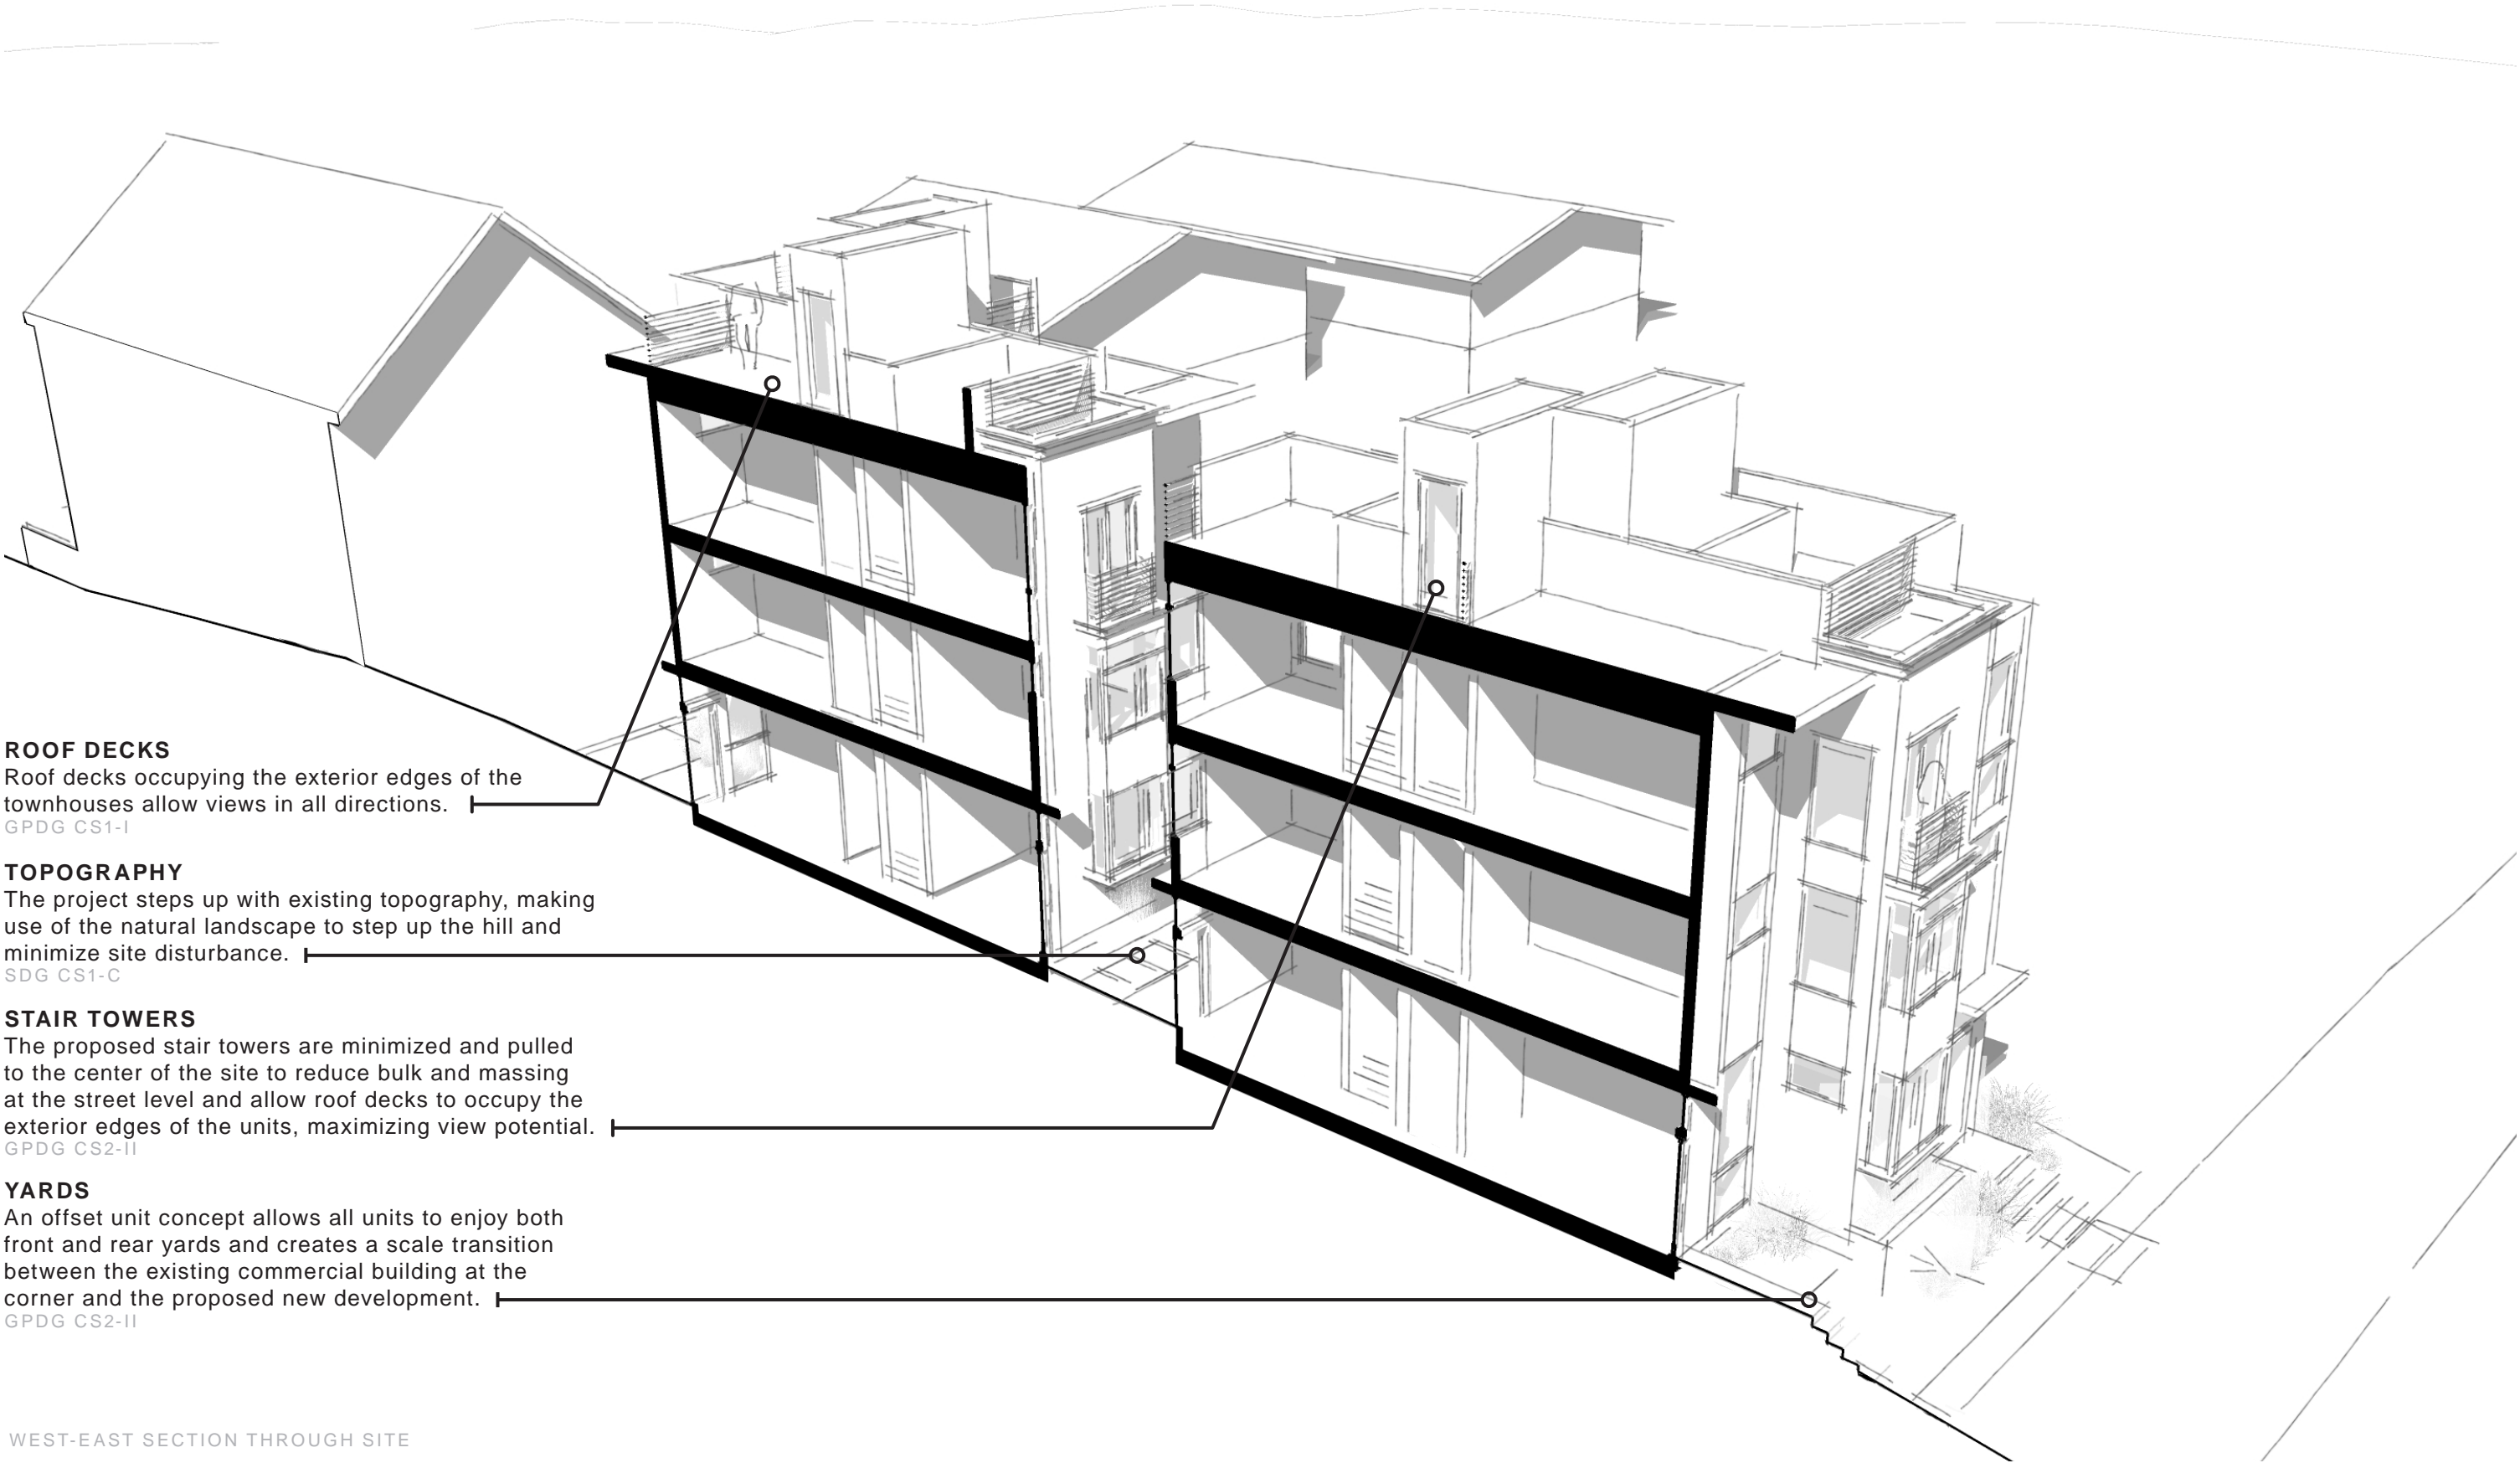 ROOF DECKS
Roof decks occupying the exterior edges of the
townhouses allow views in all directions.
GPDG CS1-I
TOPOGRAPHY
The project steps up with existing topography, making
use of the natural landscape to step up the hill and
minimize site disturbance.
SDG CS1-C
STAIR TOWERS
The proposed stair towers are minimized and pulled
to the center of the site to reduce bulk and massing
at the street level and allow roof decks to occupy the
exterior edges of the units, maximizing view potential.
GPDG CS2-II
YARDS
An offset unit concept allows all units to enjoy both
front and rear yards and creates a scale transition
between the existing commercial building at the
corner and the proposed new development.
GPDG CS2-II
WEST-EAST SECTION THROUGH SITE